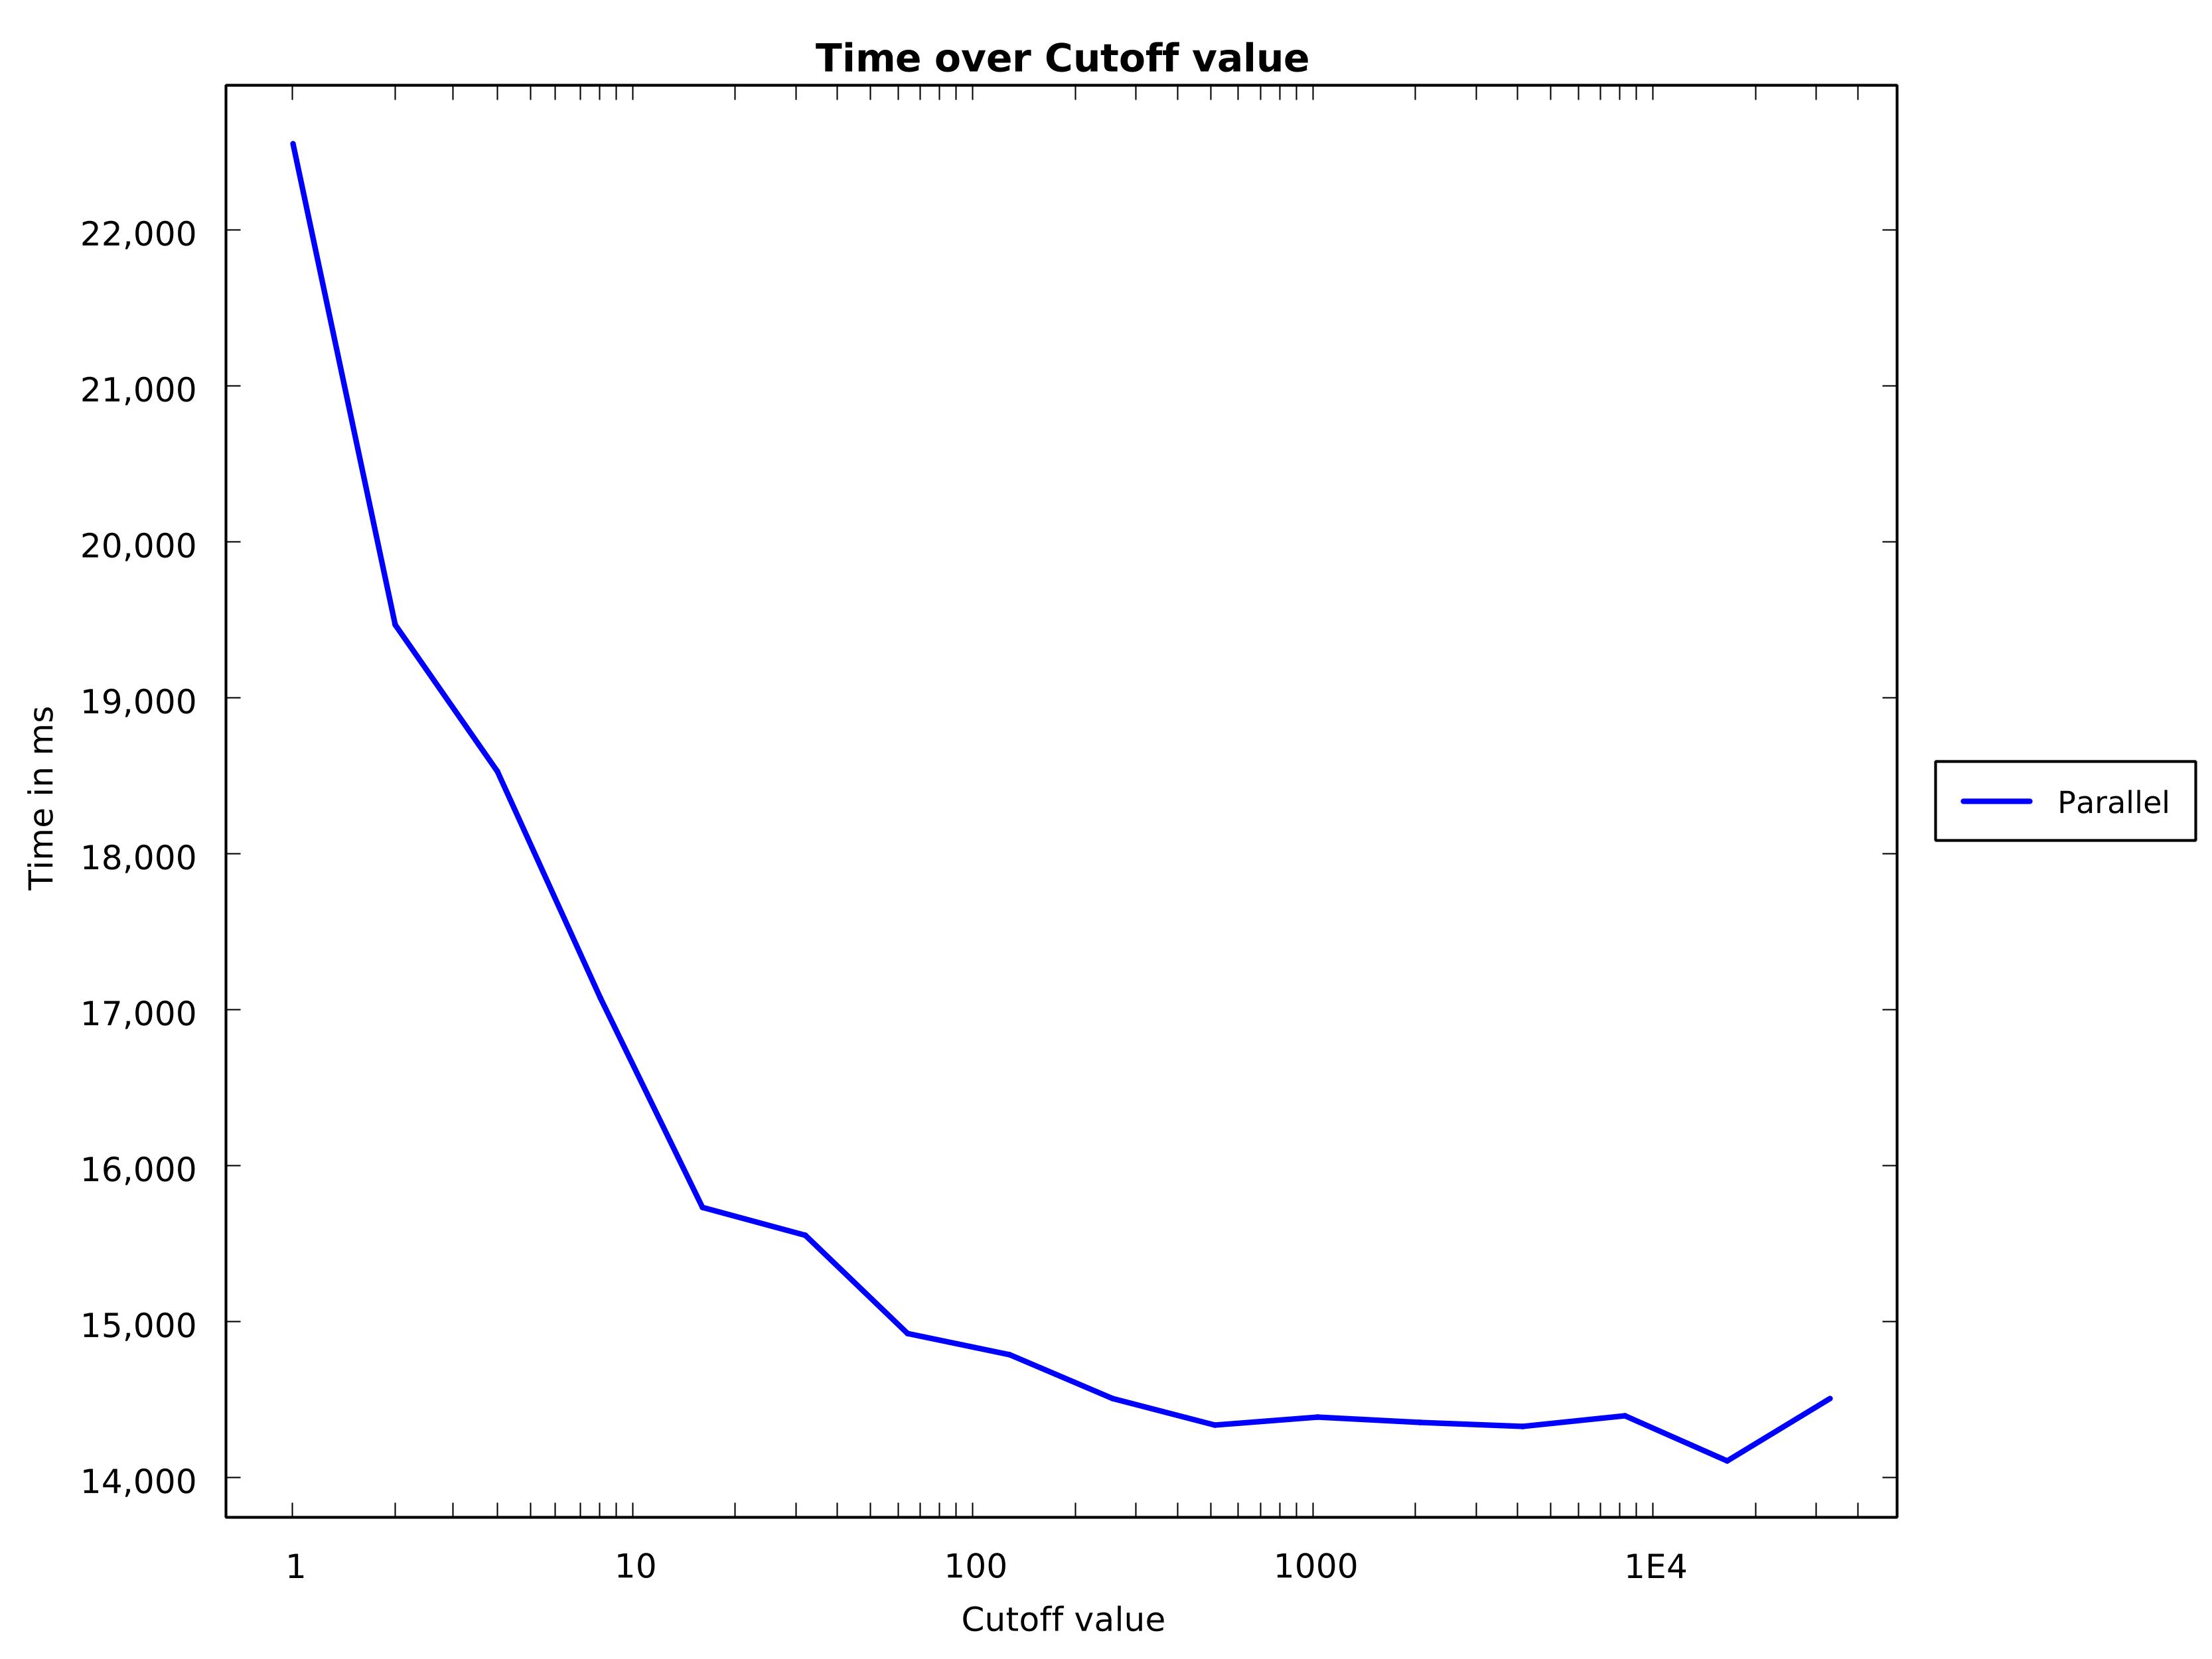 Time over Cutoff value
22,000
21,000
20,000
19,000
18,000
17,000
16,000
15,000
14,000
Time in ms
Parallel
1 10 100 1000 1E4
Cutoff value